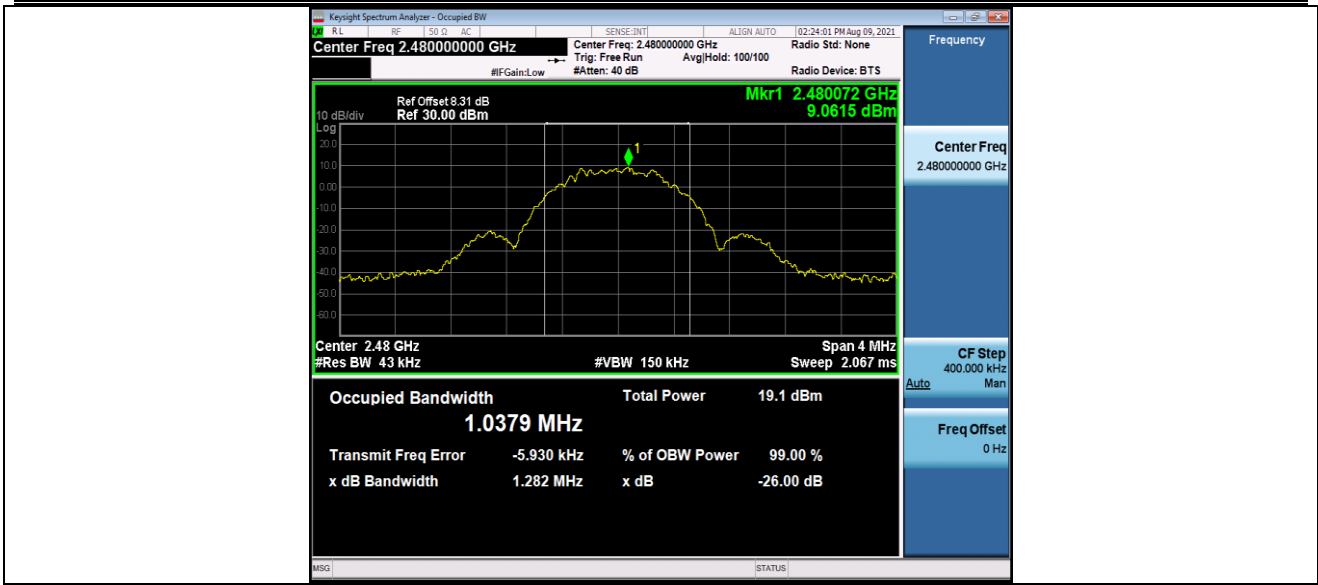 Keysight Spectrum Analyzer - Occupied BW
RL RF 50 Ω AC SENSE:INT ALIGN AUTO 02:24:01 PM Aug 09, 2021
Center Freq 2.480000000 GHz
Center Freq: 2.480000000 GHz
Radio Std: None
Trig: Free Run Avg|Hold: 100/100
#IFGain:Low #Atten: 40 dB Radio Device: BTS
Mkr1 2.480072 GHz
9.0615 dBm
Ref Offset 8.31 dB
10 dB/div Ref 30.00 dBm
Log
20.0
10.0
0.00
-10.0
-20.0
-30.0
-40.0
-50.0
-60.0
1
Center 2.48 GHz Span 4 MHz
#Res BW 43 kHz #VBW 150 kHz Sweep 2.067 ms
Occupied Bandwidth Total Power 19.1 dBm
1.0379 MHz
Transmit Freq Error -5.930 kHz % of OBW Power 99.00 %
x dB Bandwidth 1.282 MHz x dB -26.00 dB
Frequency
Center Freq
2.480000000 GHz
CF Step
400.000 kHz
Auto Man
Freq Offset
0 Hz
MSG STATUS